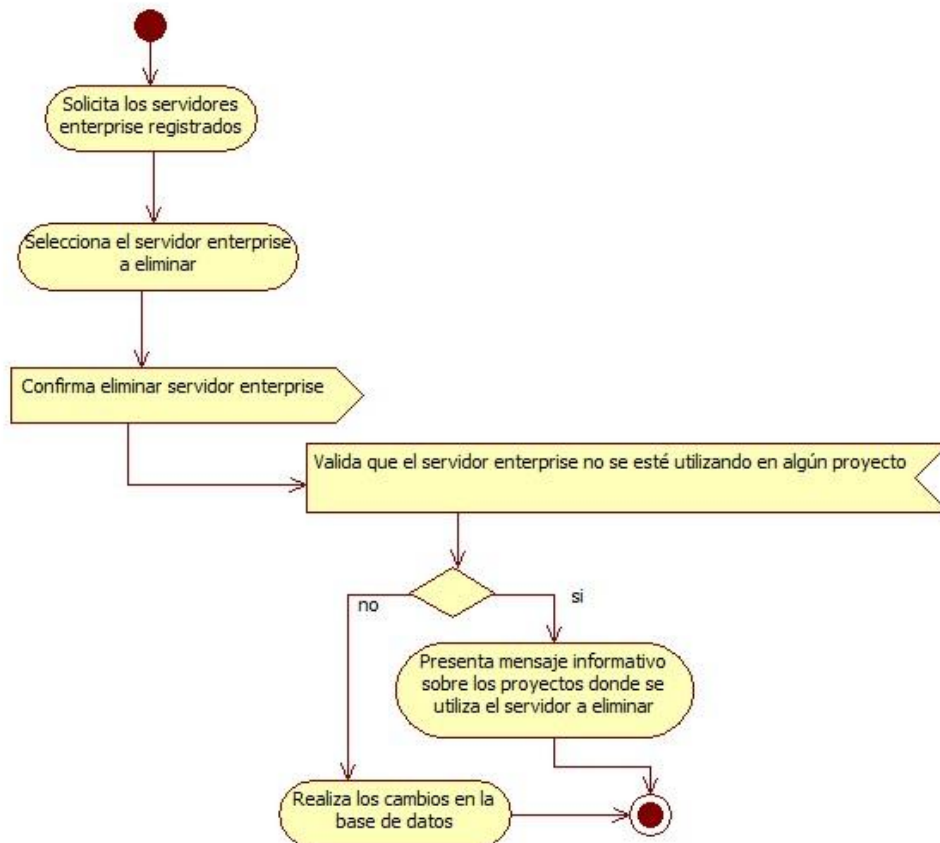 Solicita los servidores
enterprise registrados
Selecciona el servidor enterprise
a eliminar
Confirma eliminar servidor enterprise
Valida que el servidor enterprise no se esté utilizando en algún proyecto
no
si
Presenta mensaje informativo
sobre los proyectos donde se
utiliza el servidor a eliminar
Realiza los cambios en la
base de datos